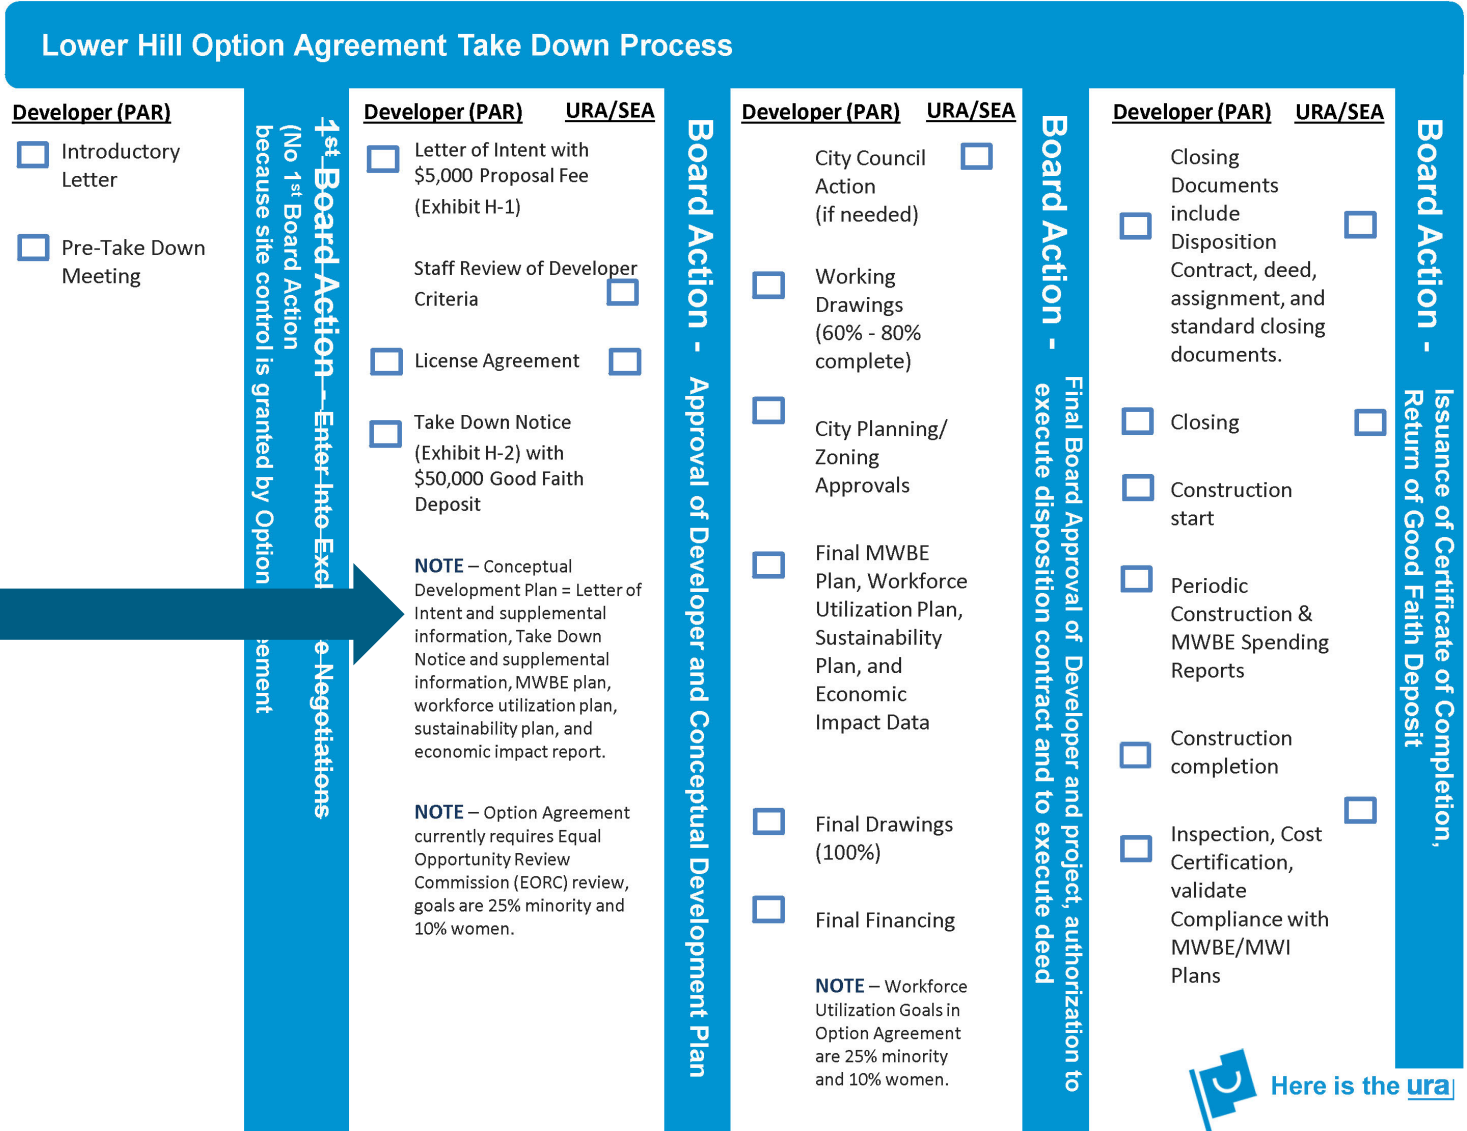 Lower Hill Option Agreement Take Down Process
Developer (PAR)
Introductory
Letter
Pre-Take Down
Meeting
1st Board Action - Enter Into Excl e Negotiations
(No 1st Board Action
because site control is granted by Option eement
Developer (PAR) URA/SEA
Letter of Intent with
$5,000 Proposal Fee
(Exhibit H-1)
Staff Review of Developer
Criteria
License Agreement
Take Down Notice
(Exhibit H-2) with
$50,000 Good Faith
Deposit
NOTE – Conceptual
Development Plan = Letter of
Intent and supplemental
information, Take Down
Notice and supplemental
information, MWBE plan,
workforce utilization plan,
sustainability plan, and
economic impact report.
NOTE – Option Agreement
currently requires Equal
Opportunity Review
Commission (EORC) review,
goals are 25% minority and
10% women.
Board Action - Approval of Developer and Conceptual Development Plan
Developer (PAR) URA/SEA
City Council
Action
(if needed)
Working
Drawings
(60% - 80%
complete)
City Planning/
Zoning
Approvals
Final MWBE
Plan, Workforce
Utilization Plan,
Sustainability
Plan, and
Economic
Impact Data
Final Drawings
(100%)
Final Financing
NOTE – Workforce
Utilization Goals in
Option Agreement
are 25% minority
and 10% women.
Board Action - Final Board Approval of Developer and project, authorization to
execute disposition contract and to execute deed
Developer (PAR) URA/SEA
Closing
Documents
include
Disposition
Contract, deed,
assignment, and
standard closing
documents.
Closing
Construction
start
Periodic
Construction &
MWBE Spending
Reports
Construction
completion
Inspection, Cost
Certification,
validate
Compliance with
MWBE/MWI
Plans
Board Action - Issuance of Certificate of Completion,
Return of Good Faith Deposit
Here is the ura